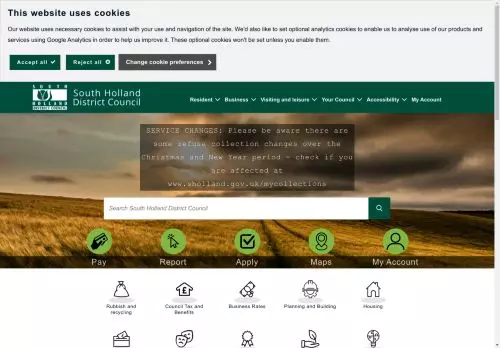 This website uses cookies
Our website uses necessary cookies to assist with your use and navigation of the site. We'd also like to set optional analytics cookies to enable us to analyse use of our products
and services using Google Analytics in order to help us improve it. These optional cookies won't be set unless you enable them.
Accept all
Reject all
Change cookie preferences
SOUTH
HOLLAND
DISTRICT COUNCIL
South Holland
District Council
Resident
Business
Visiting and leisure
Your Council
Accessibility
My Account
SERVICE CHANGES: Please be aware there are
some refuse collection changes over the
Christmas and New Year period - check if you
are affected at
www.sholland.gov.uk/mycollections
Search South Holland District Council
Pay
Report
Apply
Maps
My Account
Rubbish and
recycling
Council Tax and
Benefits
Business Rates
Planning and Building
Housing